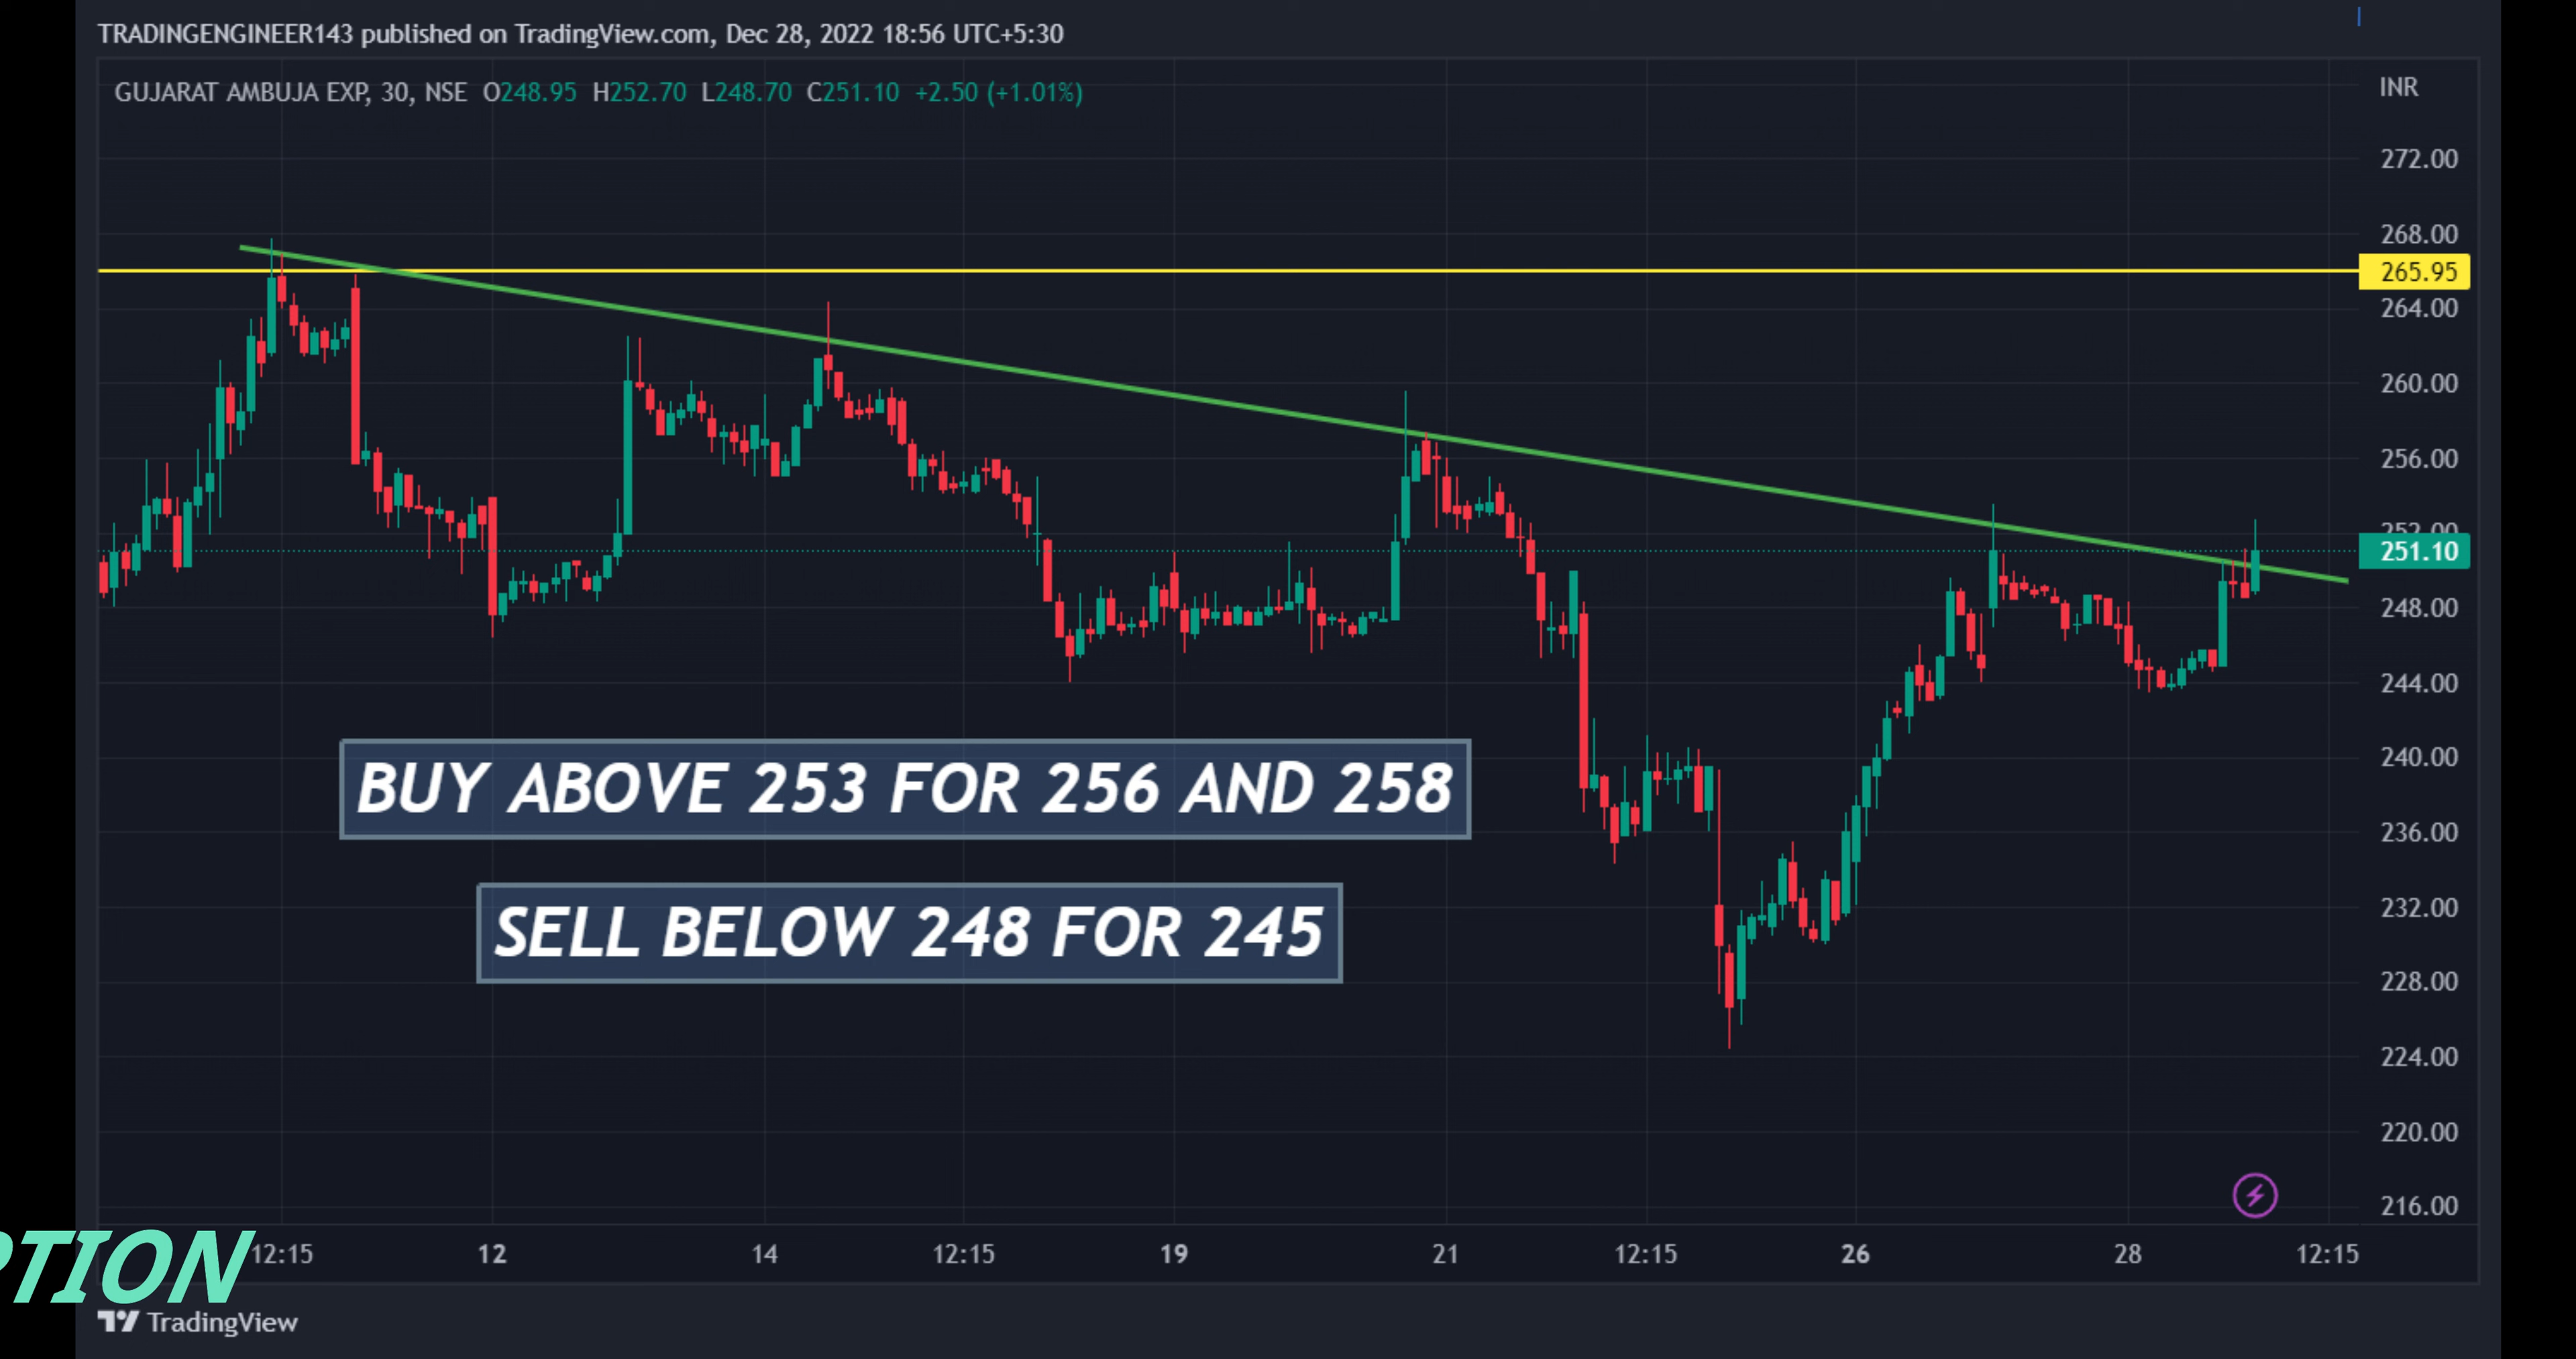 TRADINGENGINEER143 published on TradingView.com, Dec 28, 2022 18:56 UTC+5:30
GUJARAT AMBUJA EXP, 30, NSE O248.95 H252.70 L248.70 C251.10 +2.50 (+1.01%)
INR
272.00
268.00
265.95
264.00
260.00
256.00
252.00
251.10
248.00
244.00
240.00
236.00
232.00
228.00
224.00
220.00
216.00
BUY ABOVE 253 FOR 256 AND 258
SELL BELOW 248 FOR 245
12:15 12 14 12:15 19 21 12:15 26 28 12:15
TradingView